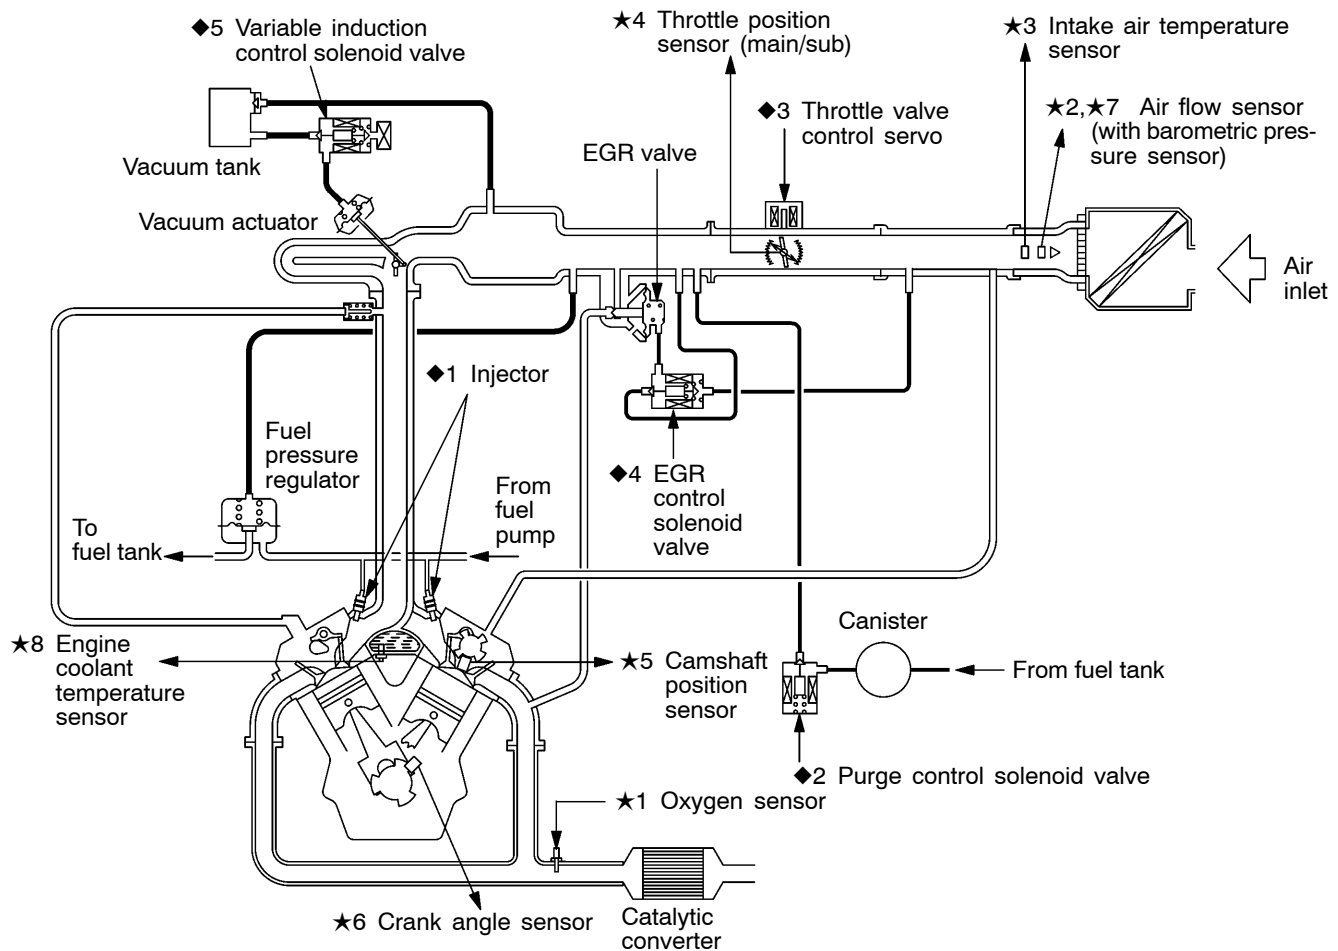 ◆5 Variable induction
control solenoid valve
★4 Throttle position
sensor (main/sub)
★3 Intake air temperature
sensor
◆3 Throttle valve
control servo
★2,★7 Air flow sensor
(with barometric pres-
sure sensor)
EGR valve
Vacuum tank
Vacuum actuator
Air
inlet
◆1 Injector
Fuel
pressure
regulator
◆4 EGR
control
solenoid
valve
From
fuel
pump
To
fuel tank
Canister
★8 Engine
coolant
temperature
sensor
★5 Camshaft
position
sensor
From fuel tank
◆2 Purge control solenoid valve
★1 Oxygen sensor
★6 Crank angle sensor
Catalytic
converter